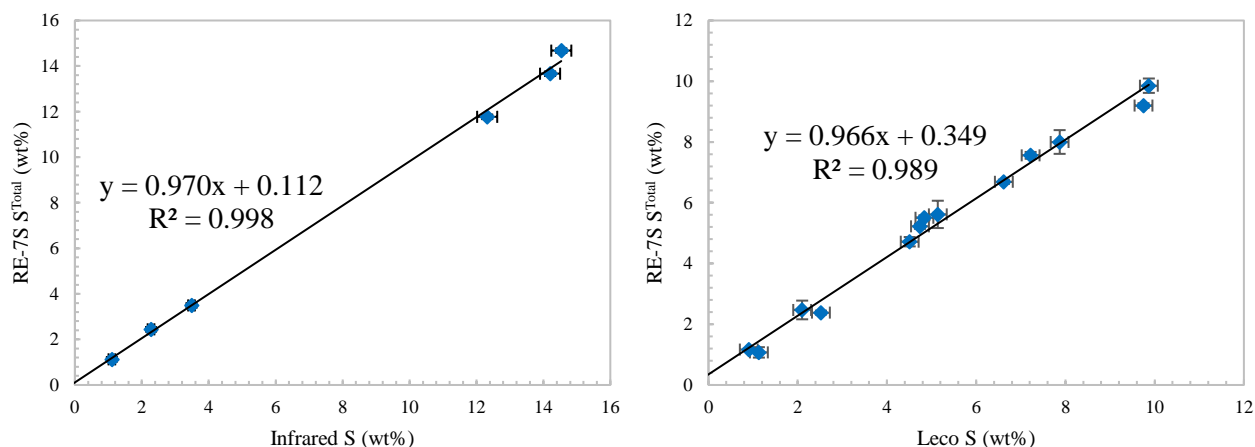 16
14
12
10
8
6
4
2
0
RE-7S S^Total (wt%)
y = 0.970x + 0.112
R² = 0.998
0 2 4 6 8 10 12 14 16
Infrared S (wt%)
12
10
8
6
4
2
0
RE-7S S^Total (wt%)
y = 0.966x + 0.349
R² = 0.989
0 2 4 6 8 10 12
Leco S (wt%)